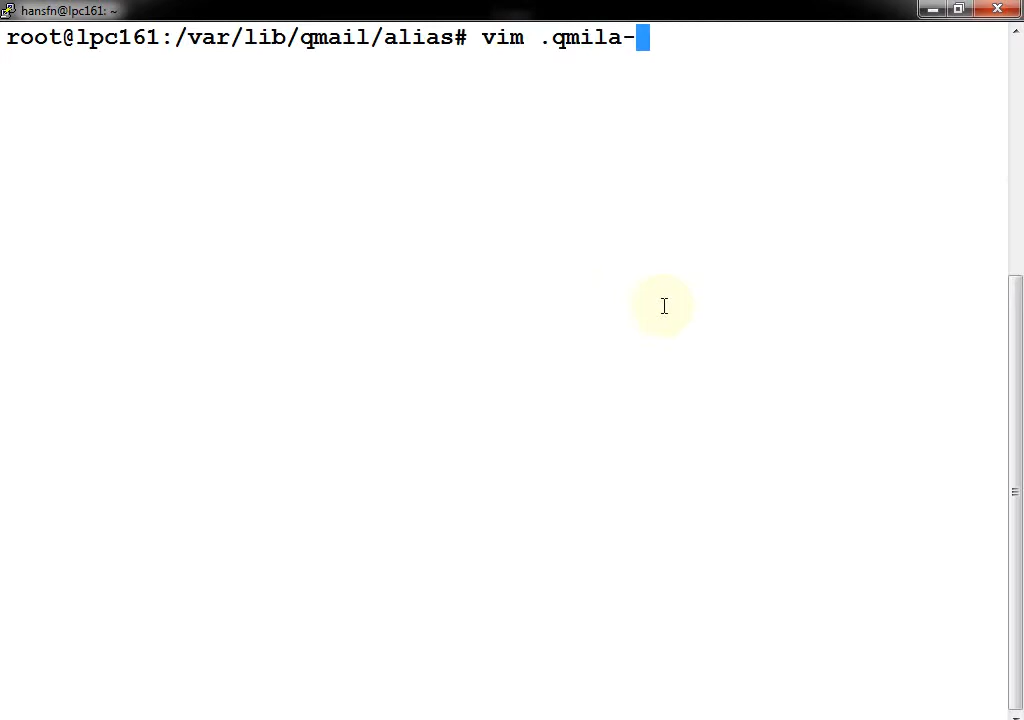 hansfn@lpc161: ~
root@lpc161:/var/lib/qmail/alias# vim .qmila-